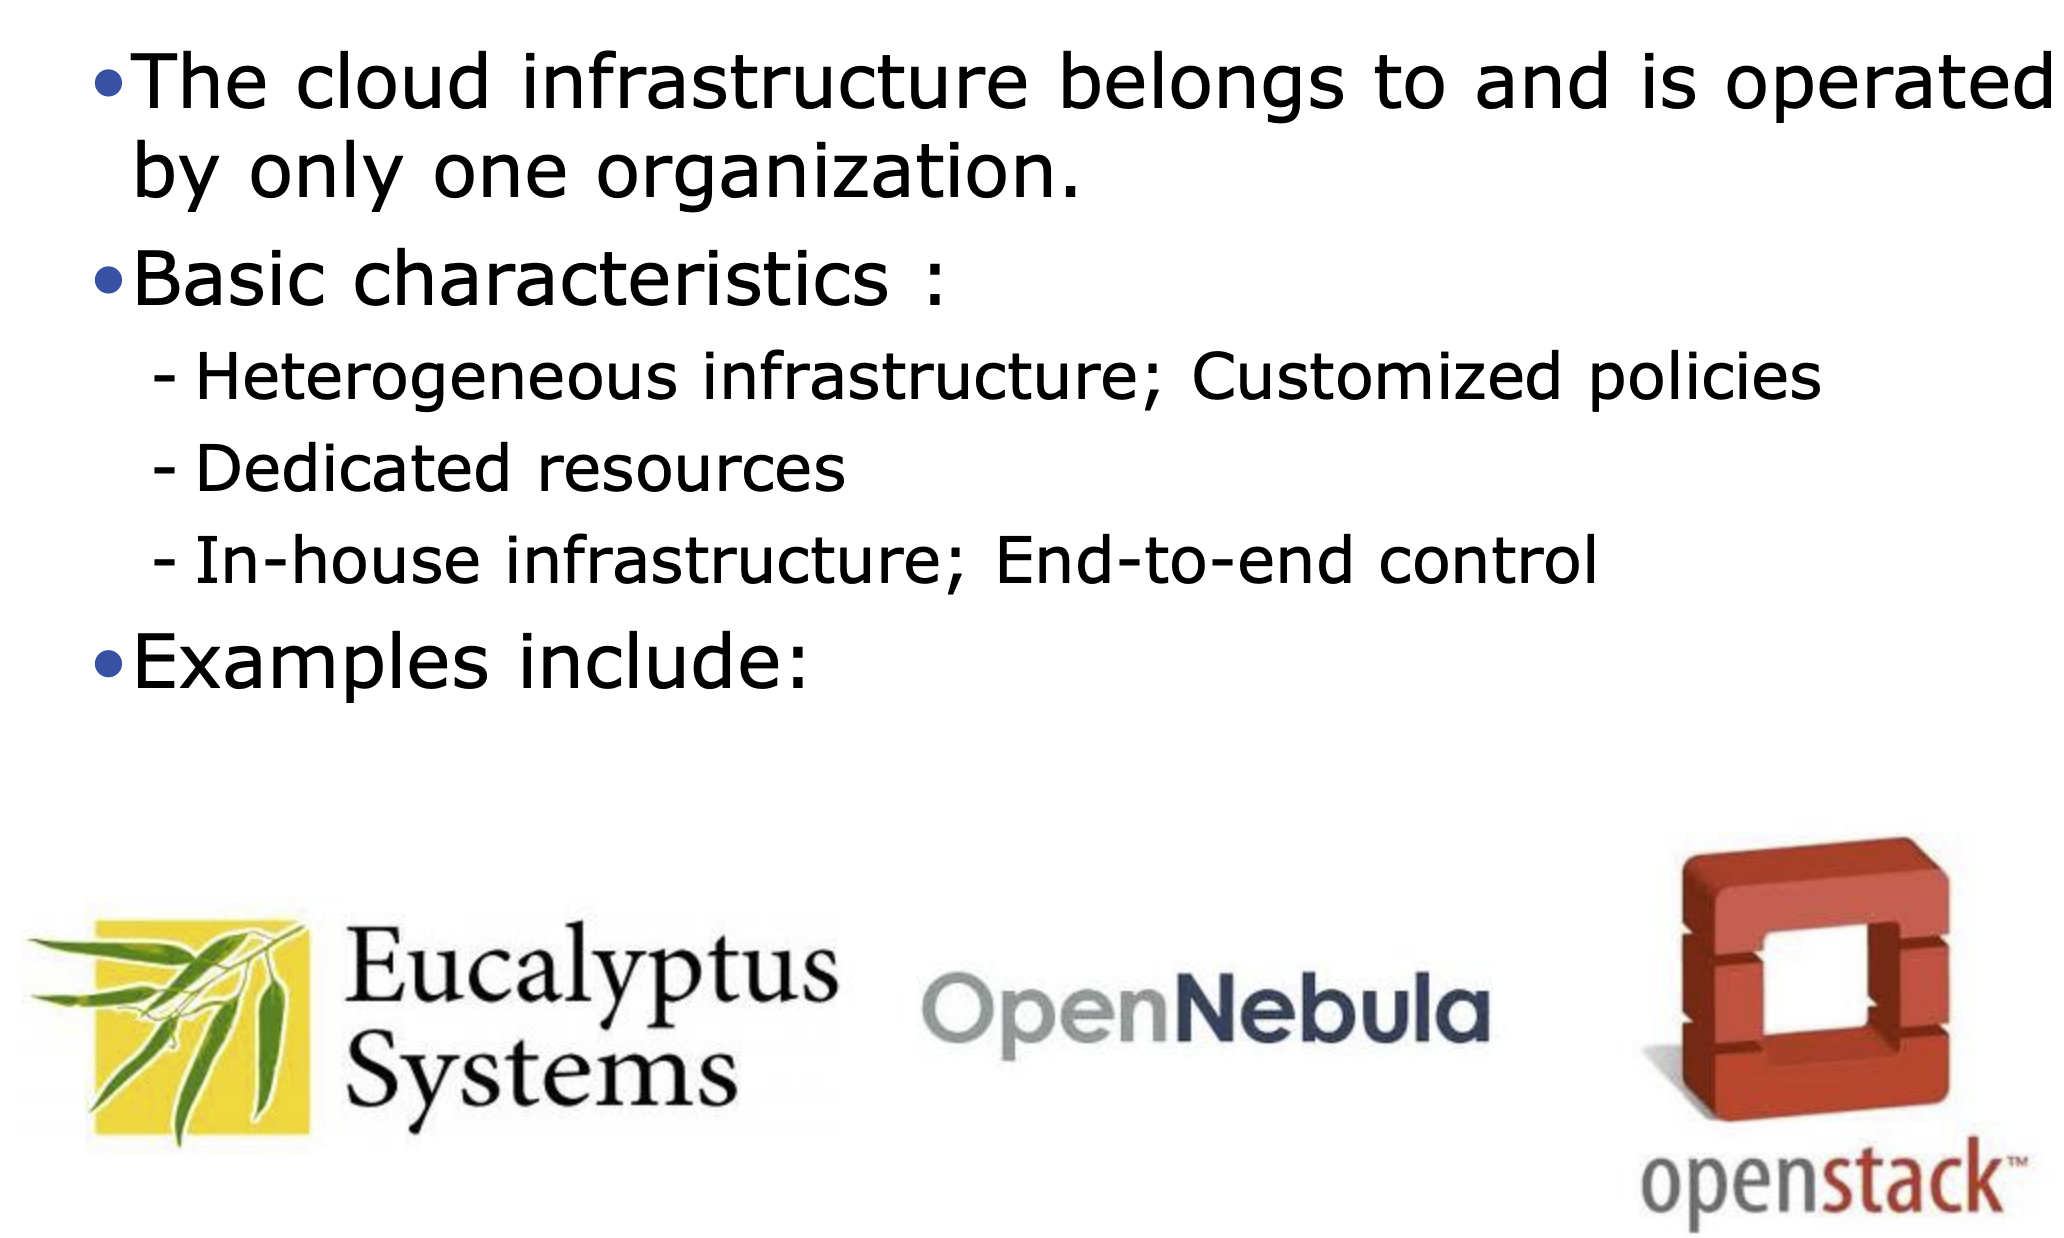 •The cloud infrastructure belongs to and is operated
by only one organization.
•Basic characteristics :
- Heterogeneous infrastructure; Customized policies
- Dedicated resources
- In-house infrastructure; End-to-end control
•Examples include:
Eucalyptus
Systems
OpenNebula
openstack™